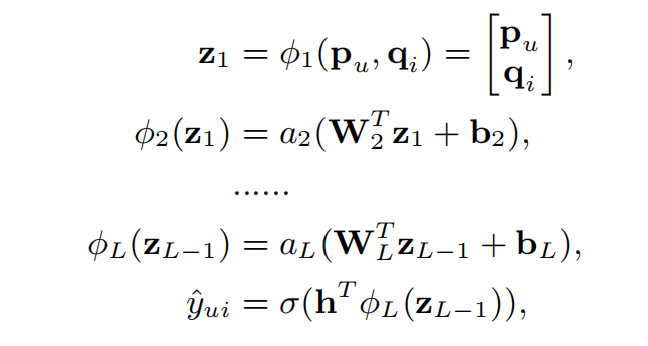 z₁ = ϕ₁(pᵤ, qᵢ) = [pᵤ qᵢ],
ϕ₂(z₁) = a₂(W₂ᵀz₁ + b₂),
......
ϕ_L(z_{L−1}) = a_L(W_Lᵀz_{L−1} + b_L),
ŷᵤᵢ = σ(hᵀϕ_L(z_{L−1})),